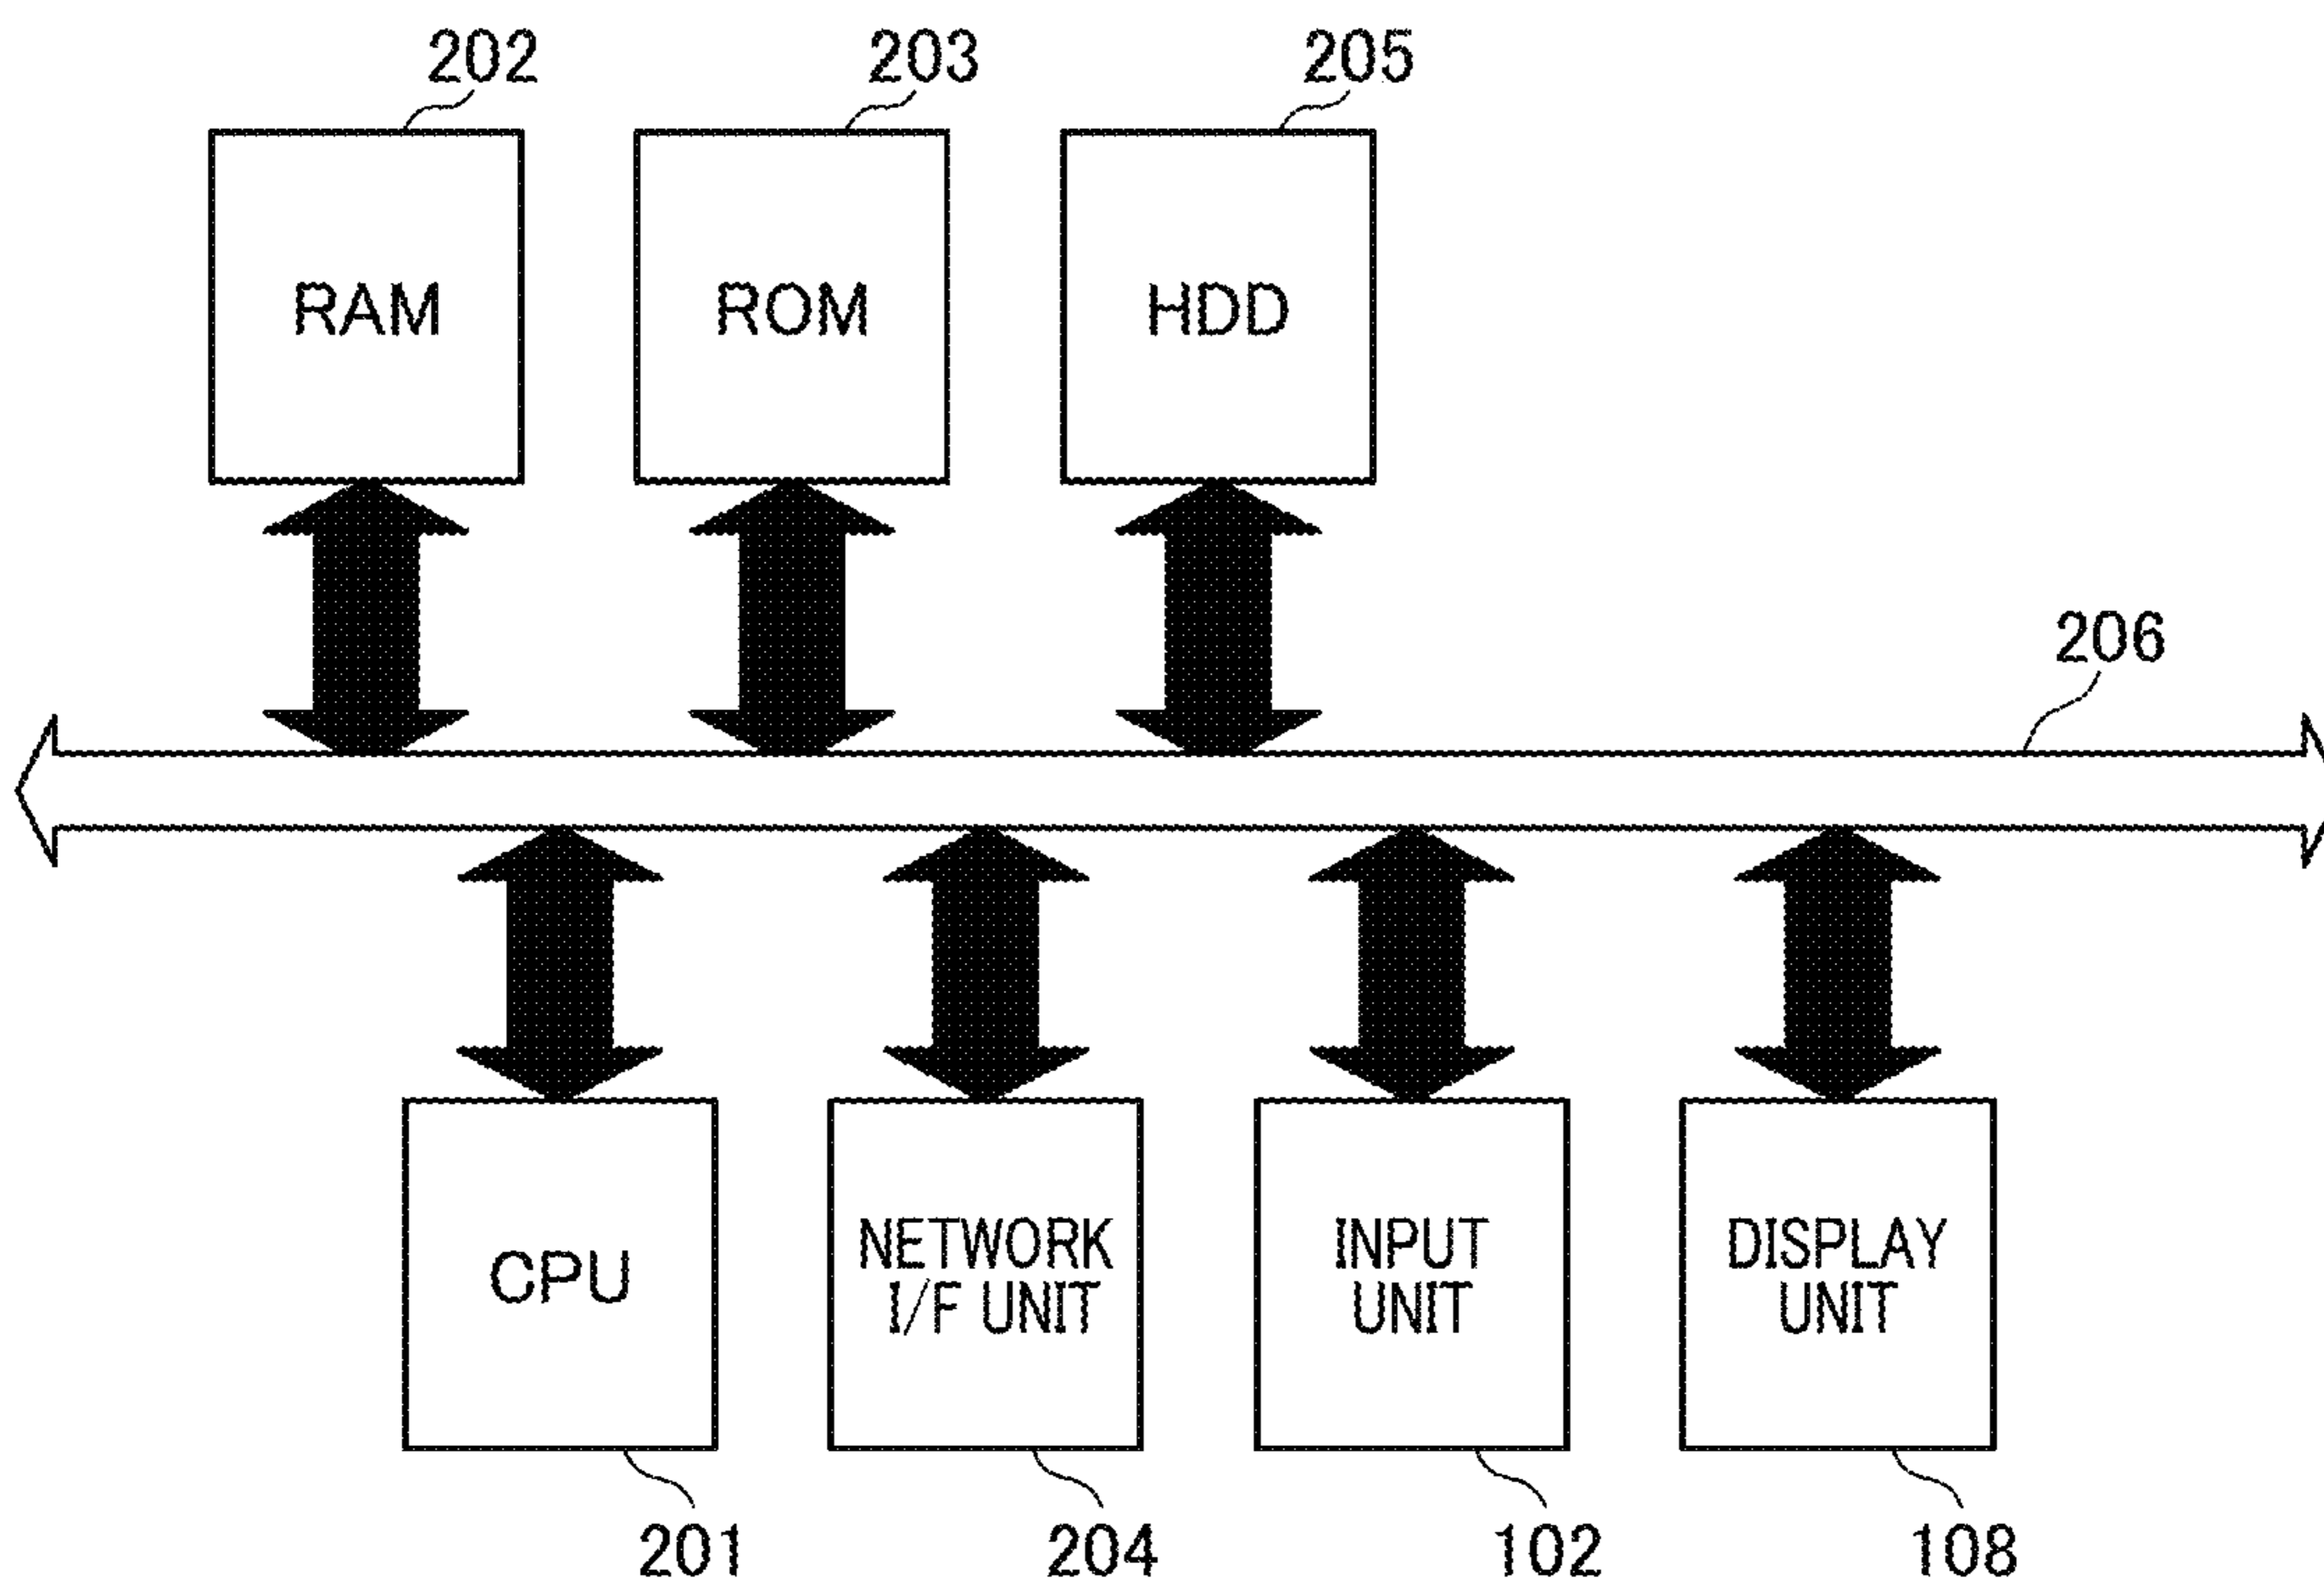 202
203
205
RAM
ROM
HDD
206
CPU
NETWORK
I/F UNIT
INPUT
UNIT
DISPLAY
UNIT
201
204
102
108